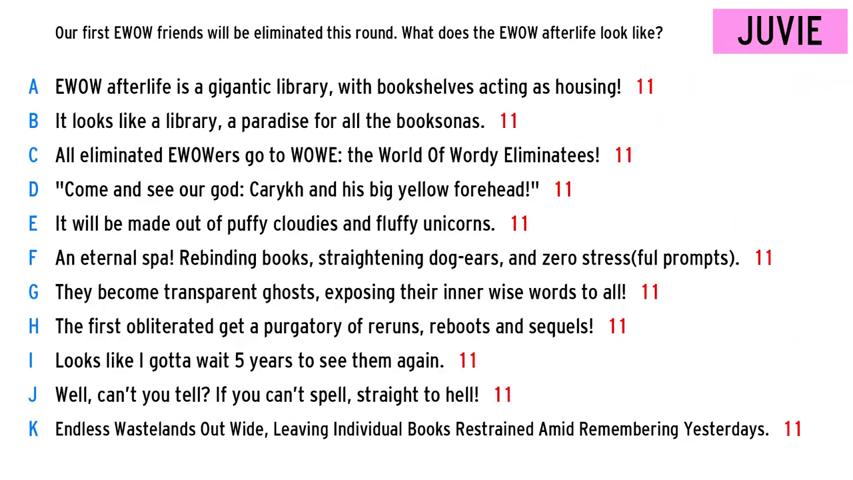 Our first EWOW friends will be eliminated this round. What does the EWOW afterlife look like?
JUVIE
A EWOW afterlife is a gigantic library, with bookshelves acting as housing! 11
B It looks like a library, a paradise for all the booksonas. 11
C All eliminated EWOWers go to WOWE: the World Of Wordy Eliminatees! 11
D "Come and see our god: Carykh and his big yellow forehead!" 11
E It will be made out of puffy cloudies and fluffy unicorns. 11
F An eternal spa! Rebinding books, straightening dog-ears, and zero stress(ful prompts). 11
G They become transparent ghosts, exposing their inner wise words to all! 11
H The first obliterated get a purgatory of reruns, reboots and sequels! 11
I Looks like I gotta wait 5 years to see them again. 11
J Well, can't you tell? If you can't spell, straight to hell! 11
K Endless Wastelands Out Wide, Leaving Individual Books Restrained Amid Remembering Yesterdays. 11